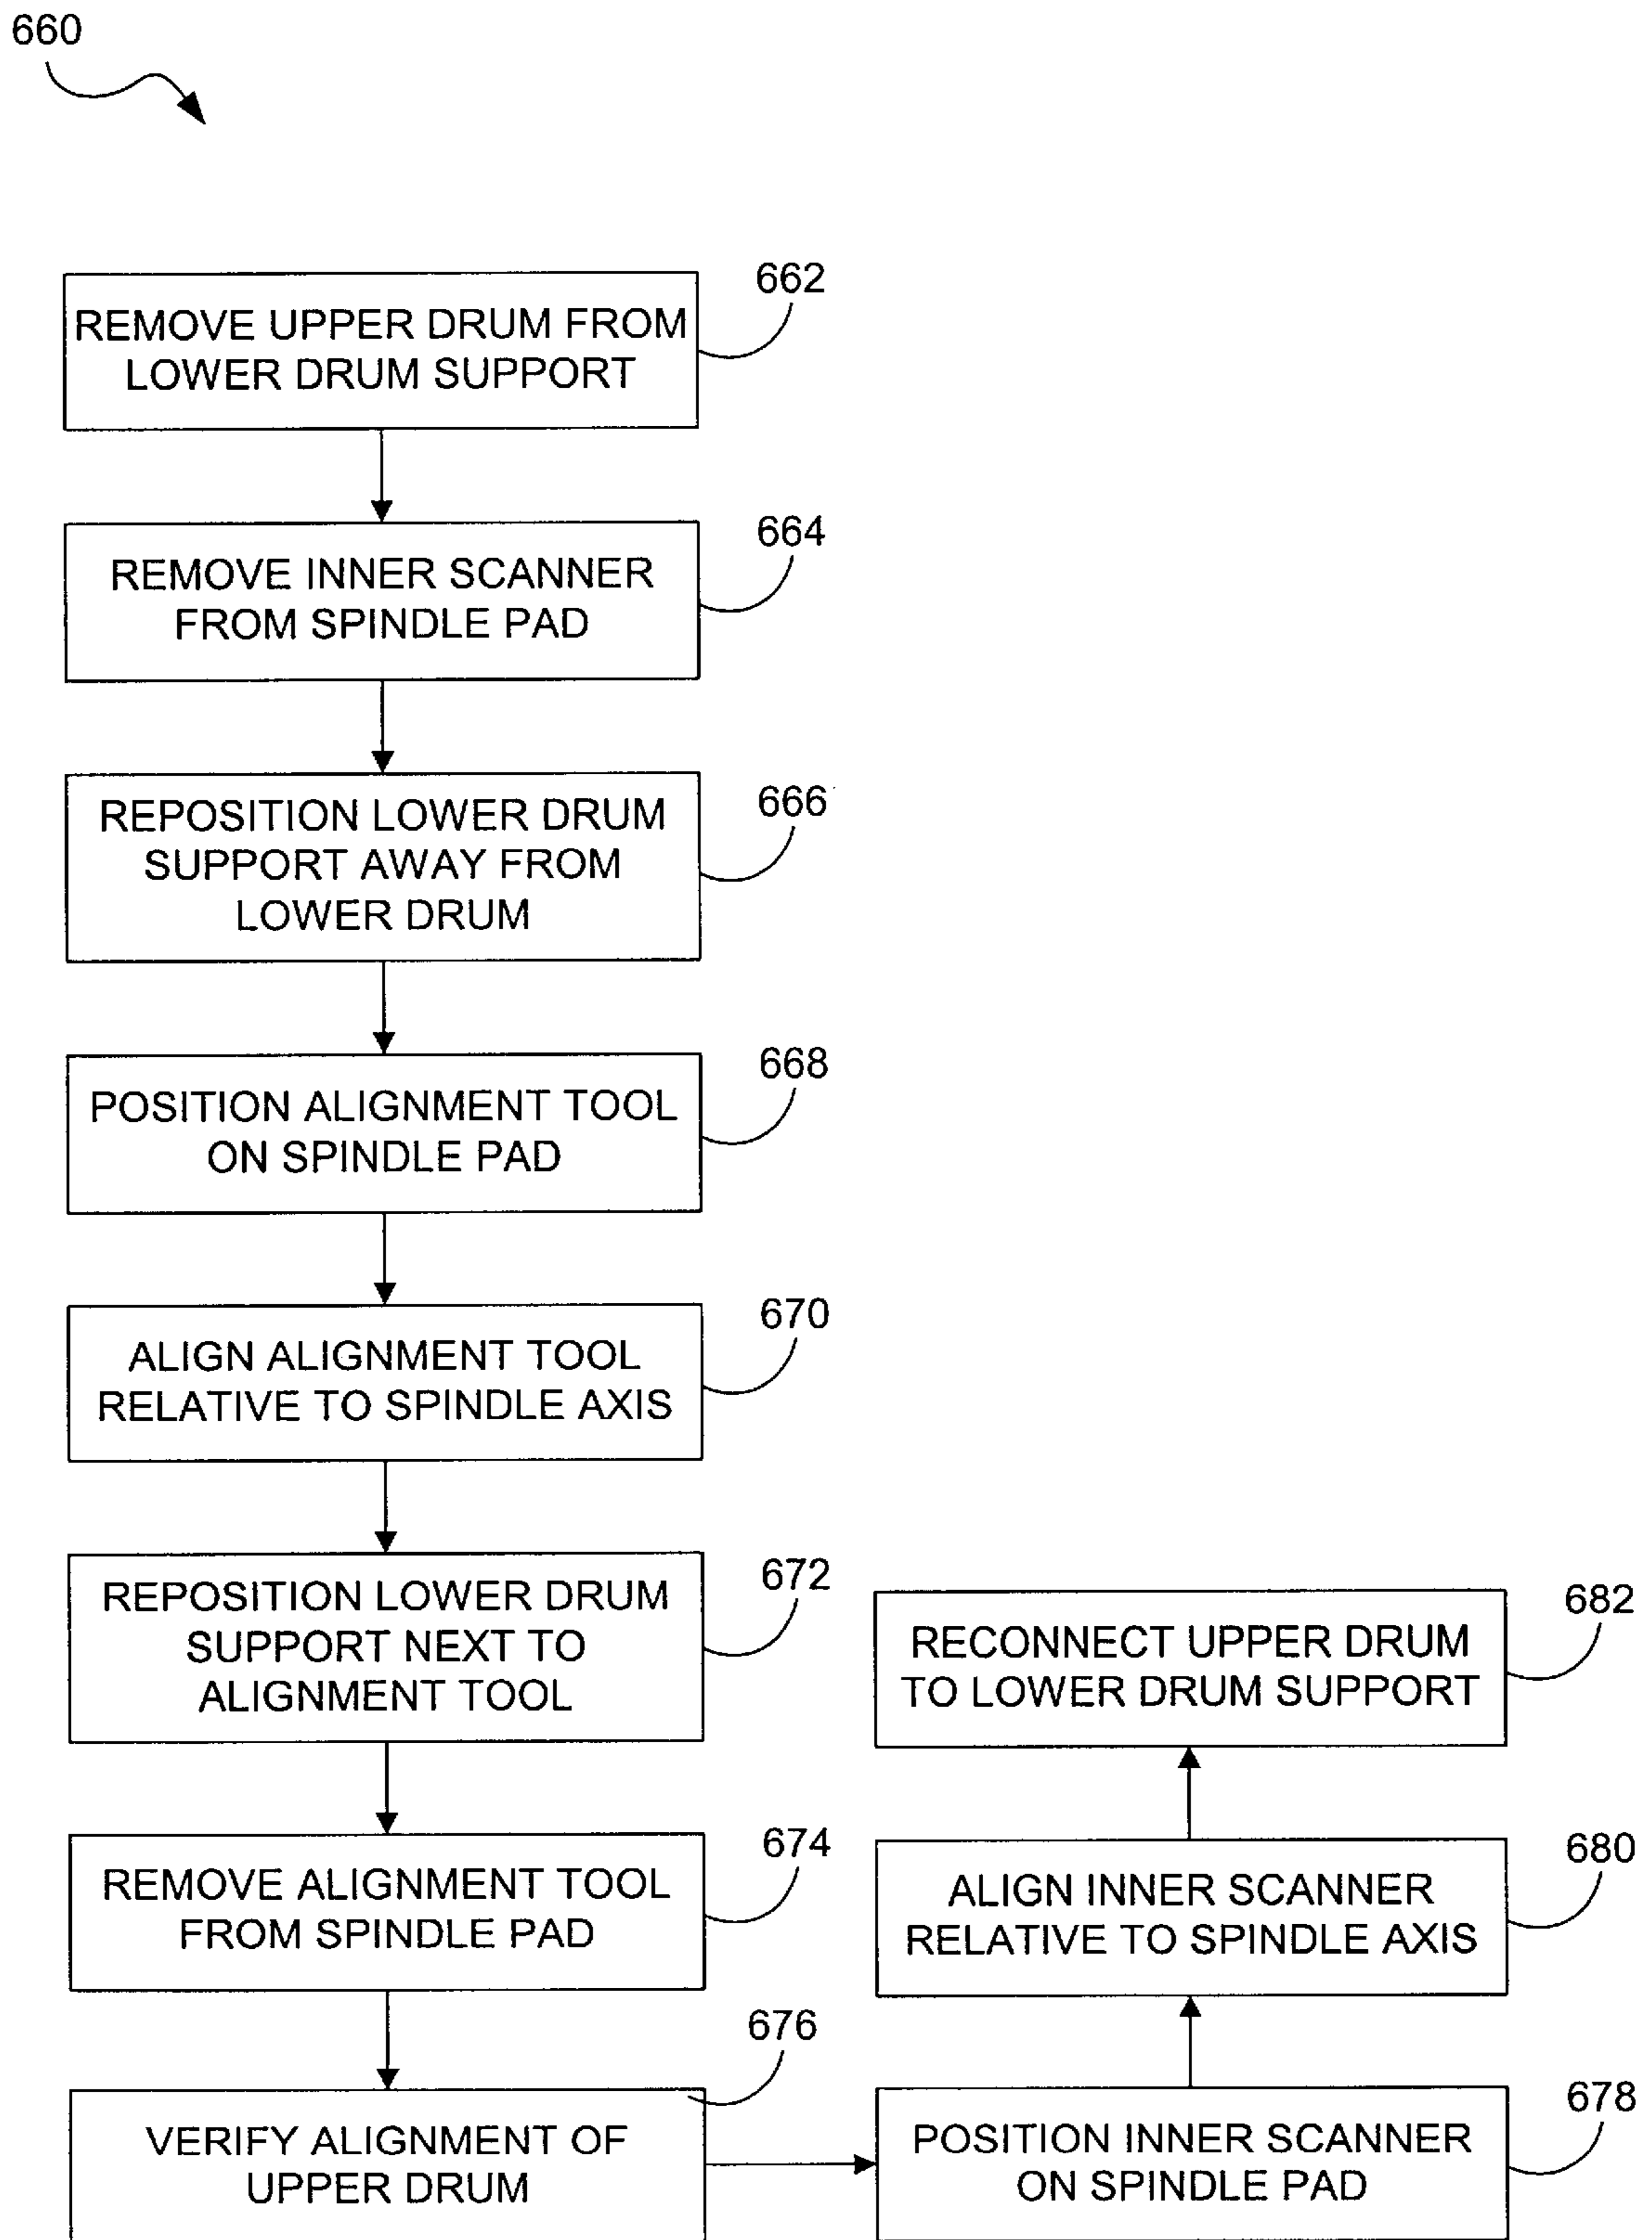 660
662
REMOVE UPPER DRUM FROM
LOWER DRUM SUPPORT
664
REMOVE INNER SCANNER
FROM SPINDLE PAD
666
REPOSITION LOWER DRUM
SUPPORT AWAY FROM
LOWER DRUM
668
POSITION ALIGNMENT TOOL
ON SPINDLE PAD
670
ALIGN ALIGNMENT TOOL
RELATIVE TO SPINDLE AXIS
672
REPOSITION LOWER DRUM
SUPPORT NEXT TO
ALIGNMENT TOOL
674
REMOVE ALIGNMENT TOOL
FROM SPINDLE PAD
676
VERIFY ALIGNMENT OF
UPPER DRUM
678
POSITION INNER SCANNER
ON SPINDLE PAD
680
ALIGN INNER SCANNER
RELATIVE TO SPINDLE AXIS
682
RECONNECT UPPER DRUM
TO LOWER DRUM SUPPORT